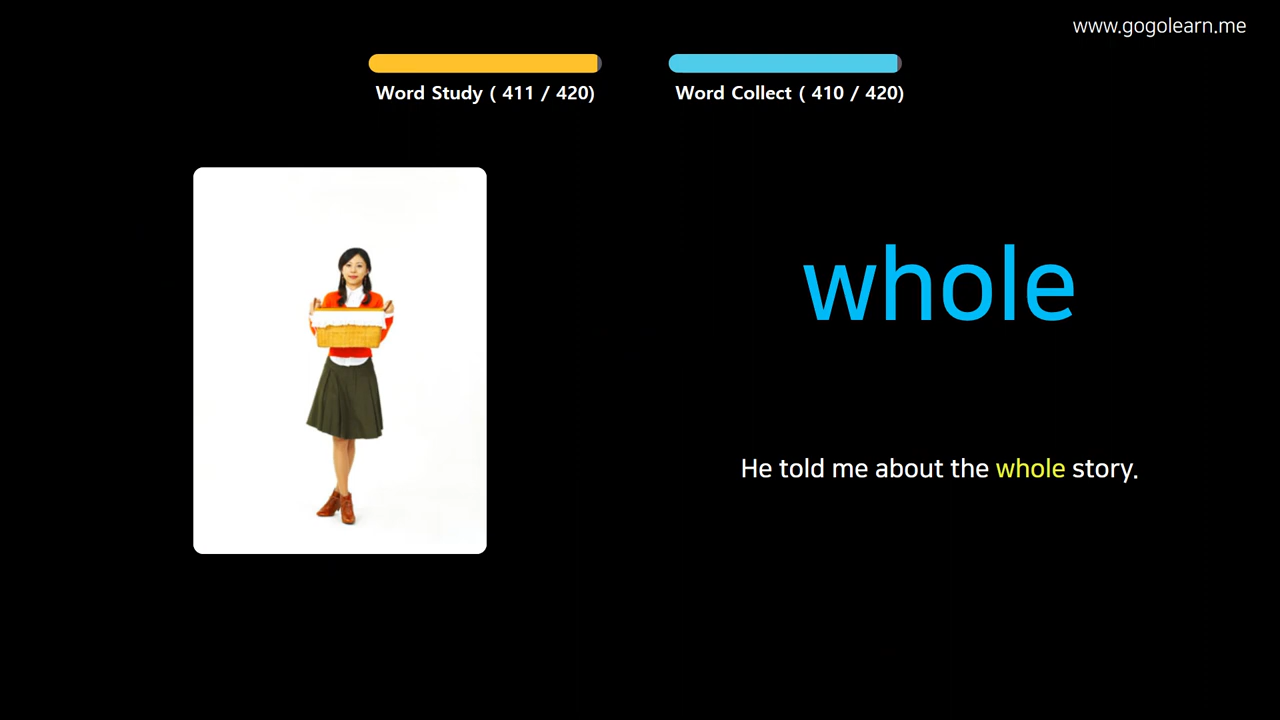 www.gogolearn.me
Word Study ( 411 / 420)
Word Collect ( 410 / 420)
whole
He told me about the whole story.